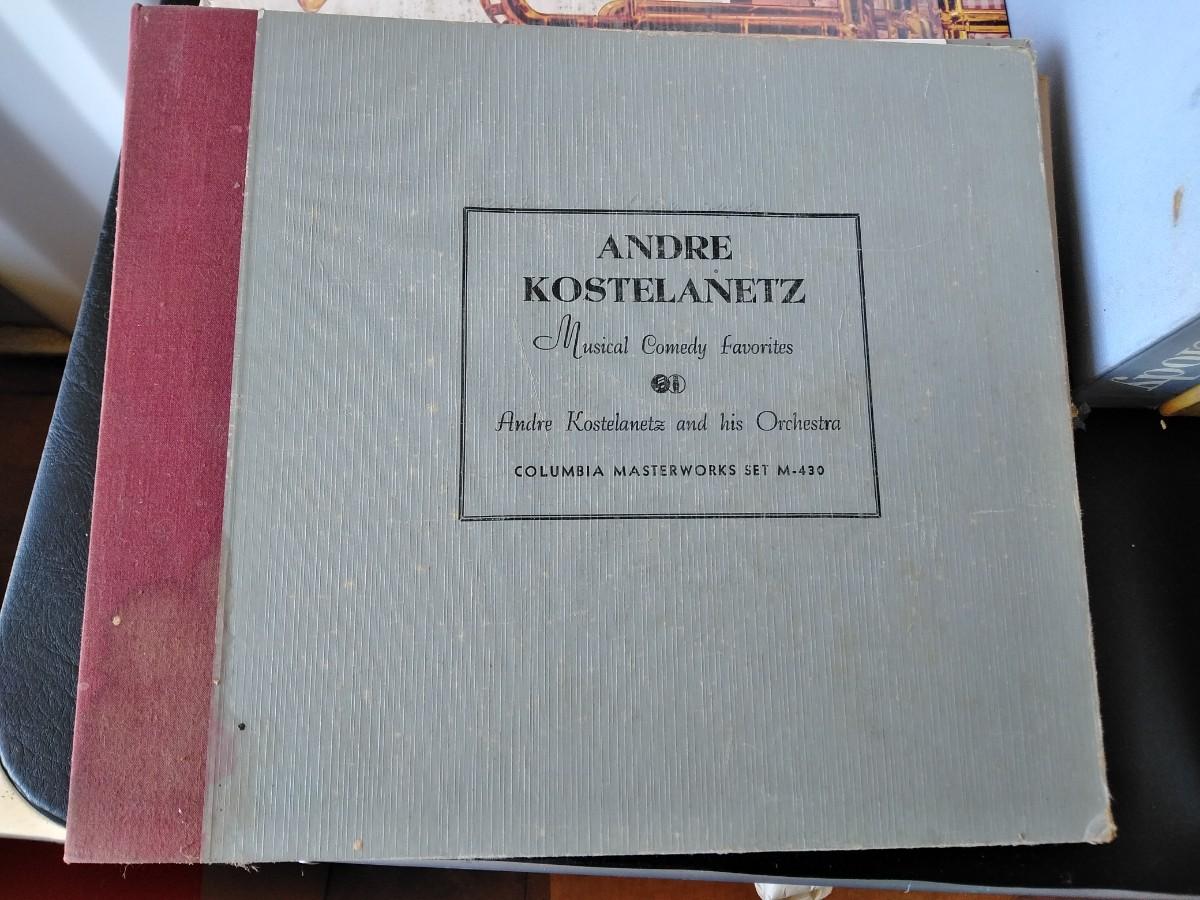 ANDRE
KOSTELANETZ
Musical Comedy Favorites
Andre Kostelanetz and his Orchestra
COLUMBIA MASTERWORKS SET M-430